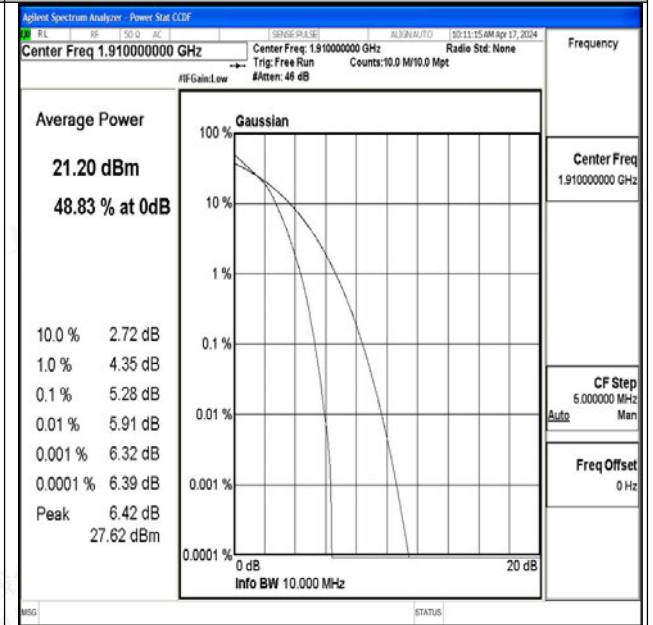 Agilent Spectrum Analyzer - Power Stat CCDF
RL RF 50 Ω AC SENSE:PULSE ALIGN AUTO 10:11:15 AM Apr 17, 2024
Center Freq 1.910000000 GHz
Center Freq: 1.910000000 GHz Radio Std: None
Trig: Free Run Counts:10.0 M/10.0 Mpt
#IFGain:Low #Atten: 46 dB
Frequency
Average Power
21.20 dBm
48.83 % at 0dB
10.0 % 2.72 dB
1.0 % 4.35 dB
0.1 % 5.28 dB
0.01 % 5.91 dB
0.001 % 6.32 dB
0.0001 % 6.39 dB
Peak 6.42 dB
27.62 dBm
Gaussian
100 %
10 %
1 %
0.1 %
0.01 %
0.001 %
0.0001 %
0 dB 20 dB
Info BW 10.000 MHz
Center Freq
1.910000000 GHz
CF Step
5.000000 MHz
Auto Man
Freq Offset
0 Hz
MSG STATUS